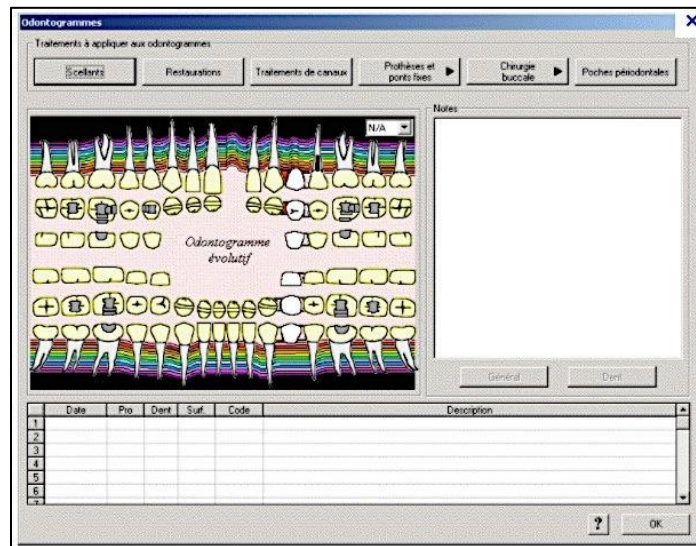 Odontogrammes
Traitements à appliquer aux odontogrammes
Scellants
Restaurations
Traitements de canaux
Prothèses et
ponts fixes
Chirurgie
buccale
Poches périodontales
N/A
Odontogramme
évolutif
Notes
Général
Dent
Date Pro Dent Surf. Code Description
1
2
3
4
5
6
7
? OK